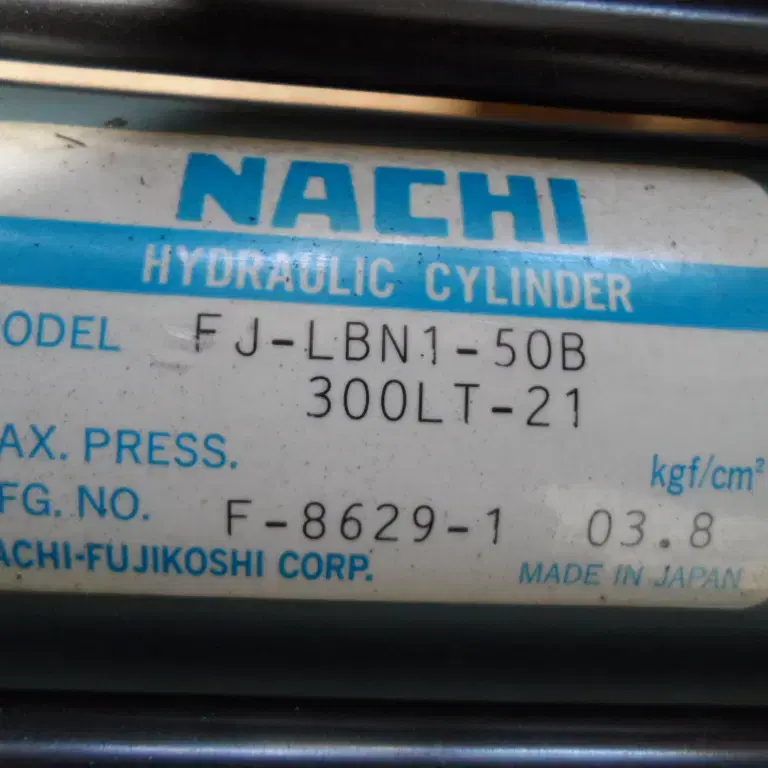 NACHI
HYDRAULIC CYLINDER
ODEL FJ-LBN1-50B
300LT-21
AX. PRESS. kgf/cm²
FG. NO. F-8629-1 03.8
ACHI-FUJIKOSHI CORP. MADE IN JAPAN